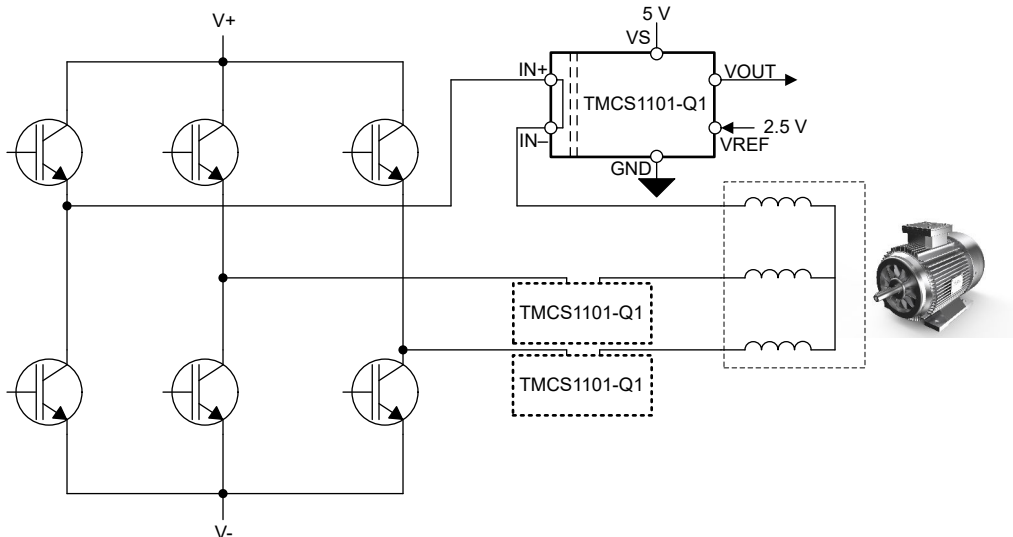 V+
5 V
VS
IN+
VOUT
TMCS1101-Q1
IN–
2.5 V
VREF
GND
TMCS1101-Q1
TMCS1101-Q1
V-